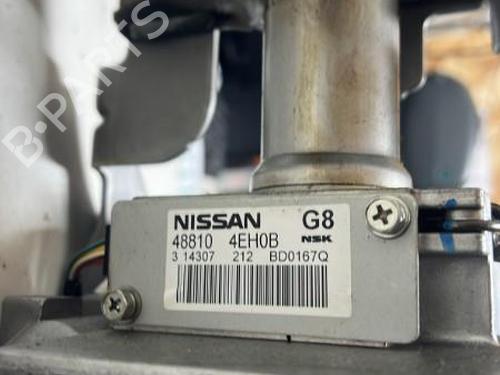 B-PARTS
NISSAN G8
48810 4EH0B NSK
3 14307 212 BD0167Q